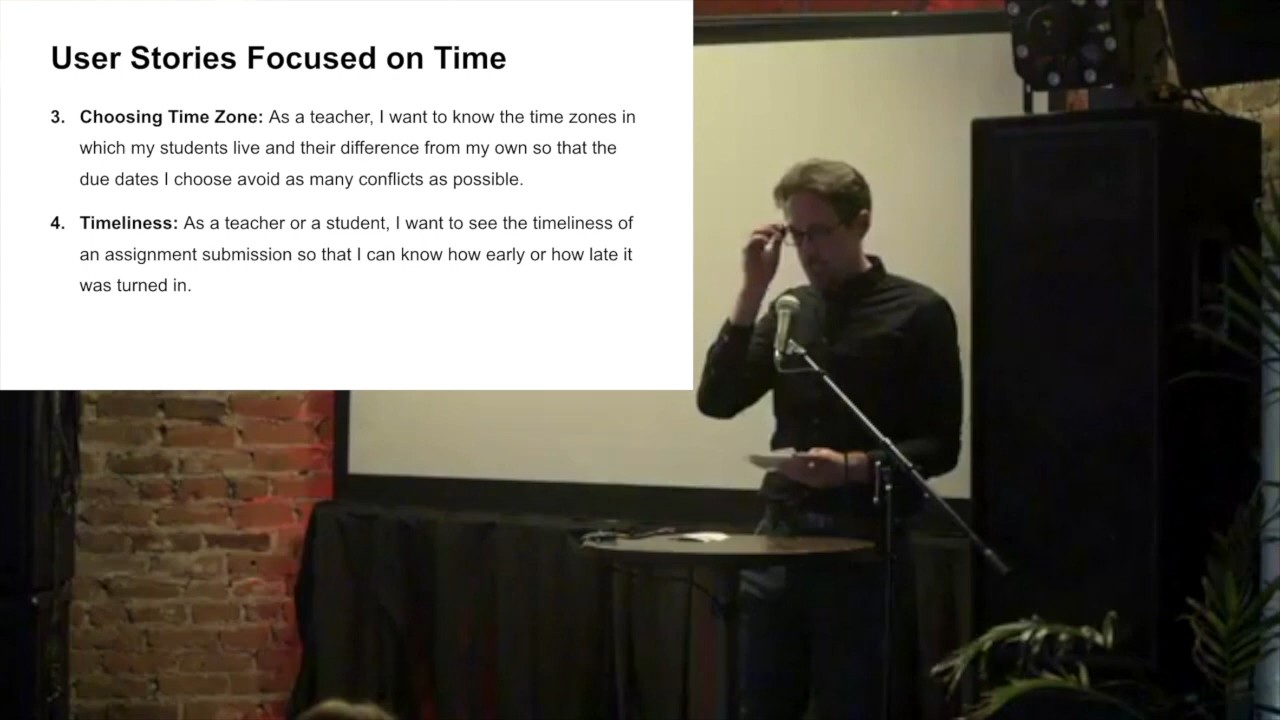 User Stories Focused on Time
3. Choosing Time Zone: As a teacher, I want to know the time zones in
which my students live and their difference from my own so that the
due dates I choose avoid as many conflicts as possible.
4. Timeliness: As a teacher or a student, I want to see the timeliness of
an assignment submission so that I can know how early or how late it
was turned in.